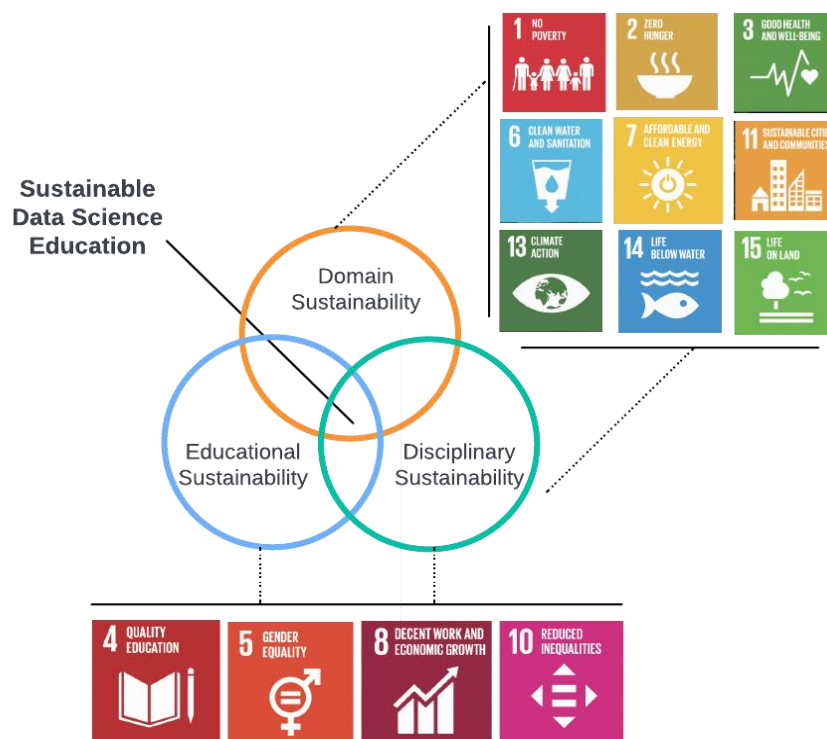 1 NO
POVERTY
2 ZERO
HUNGER
3 GOOD HEALTH
AND WELL-BEING
6 CLEAN WATER
AND SANITATION
7 AFFORDABLE AND
CLEAN ENERGY
11 SUSTAINABLE CITIES
AND COMMUNITIES
13 CLIMATE
ACTION
14 LIFE
BELOW WATER
15 LIFE
ON LAND
Sustainable
Data Science
Education
Domain
Sustainability
Educational
Sustainability
Disciplinary
Sustainability
4 QUALITY
EDUCATION
5 GENDER
EQUALITY
8 DECENT WORK AND
ECONOMIC GROWTH
10 REDUCED
INEQUALITIES